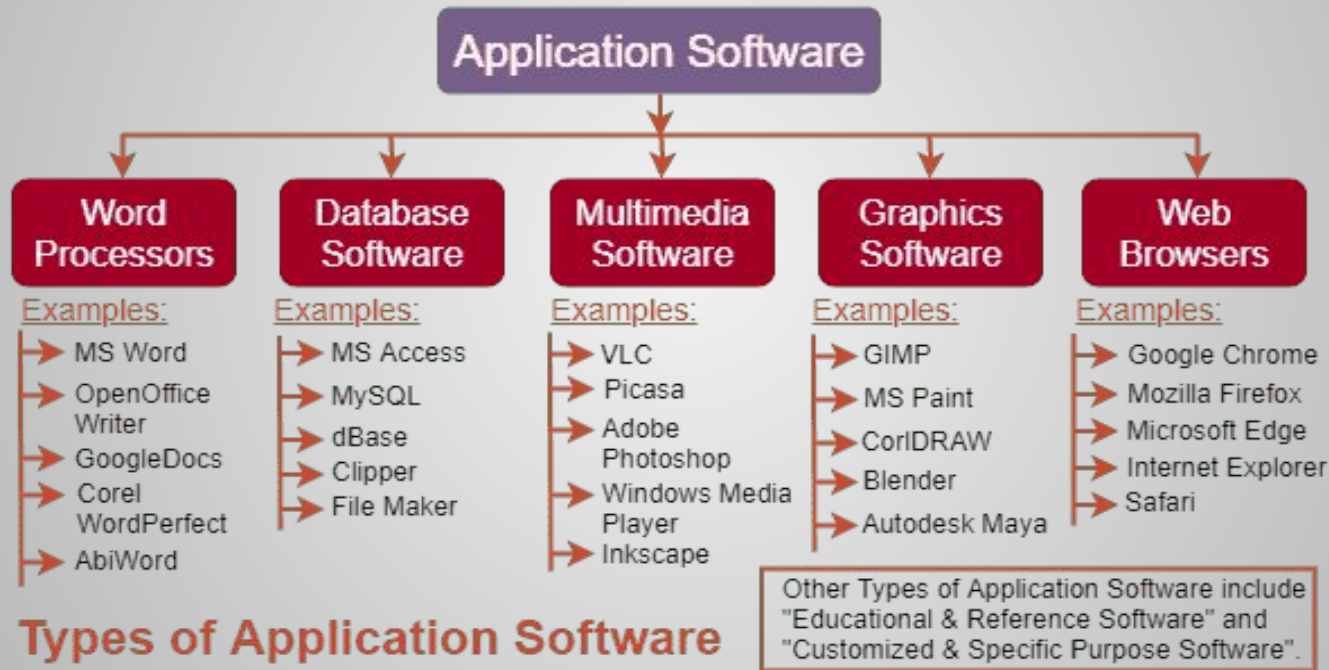 Application Software
Word
Processors
Database
Software
Multimedia
Software
Graphics
Software
Web
Browsers
Examples:
MS Word
OpenOffice
Writer
GoogleDocs
Corel
WordPerfect
AbiWord
Examples:
MS Access
MySQL
dBase
Clipper
File Maker
Examples:
VLC
Picasa
Adobe
Photoshop
Windows Media
Player
Inkscape
Examples:
GIMP
MS Paint
CorlDRAW
Blender
Autodesk Maya
Examples:
Google Chrome
Mozilla Firefox
Microsoft Edge
Internet Explorer
Safari
Types of Application Software
Other Types of Application Software include
"Educational & Reference Software" and
"Customized & Specific Purpose Software".